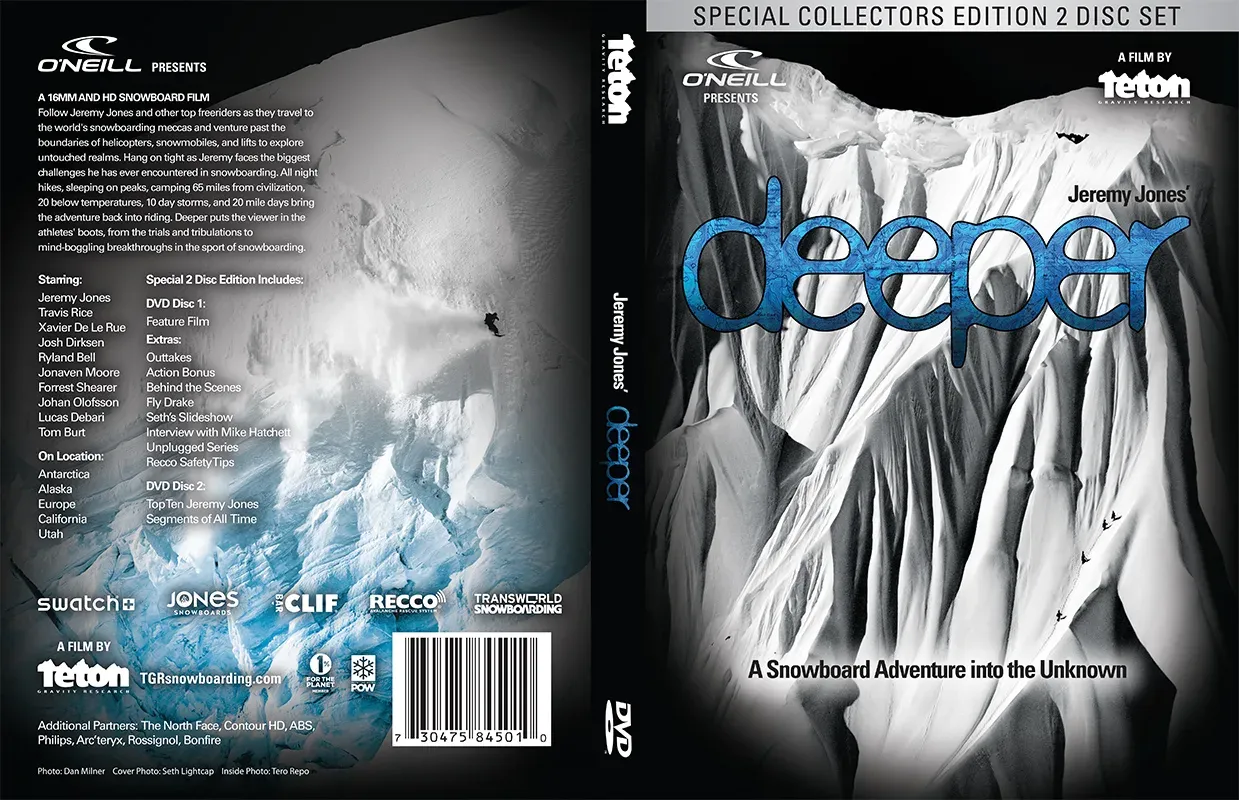 O'NEILL PRESENTS
A 16MM AND HD SNOWBOARD FILM
Follow Jeremy Jones and other top freeriders as they travel to
the world's snowboarding meccas and venture past the
boundaries of helicopters, snowmobiles, and lifts to explore
untouched realms. Hang on tight as Jeremy faces the biggest
challenges he has ever encountered in snowboarding. All night
hikes, sleeping on peaks, camping 65 miles from civilization,
20 below temperatures, 10 day storms, and 20 mile days bring
the adventure back into riding. Deeper puts the viewer in the
athletes' boots, from the trials and tribulations to
mind-boggling breakthroughs in the sport of snowboarding.
Starring:
Jeremy Jones
Travis Rice
Xavier De Le Rue
Josh Dirksen
Ryland Bell
Jonaven Moore
Forrest Shearer
Johan Olofsson
Lucas Debari
Tom Burt
On Location:
Antarctica
Alaska
Europe
California
Utah
Special 2 Disc Edition Includes:
DVD Disc 1:
Feature Film
Extras:
Outtakes
Action Bonus
Behind the Scenes
Fly Drake
Seth's Slideshow
Interview with Mike Hatchett
Unplugged Series
Recco Safety Tips
DVD Disc 2:
Top Ten Jeremy Jones
Segments of All Time
swatch
JONES
SNOWBOARDS
CLIF
BAR
RECCO
AVALANCHE RESCUE SYSTEM
TRANSWORLD
SNOWBOARDING
A FILM BY
Teton
GRAVITY RESEARCH
TGRsnowboarding.com
1%
FOR THE
PLANET
MEMBER
POW
7 30475 84501 0
Additional Partners: The North Face, Contour HD, ABS,
Philips, Arc'teryx, Rossignol, Bonfire
Photo: Dan Milner Cover Photo: Seth Lightcap Inside Photo: Tero Repo
Teton
GRAVITY RESEARCH
Jeremy Jones'
deeper
DVD
SPECIAL COLLECTORS EDITION 2 DISC SET
O'NEILL
PRESENTS
A FILM BY
Teton
GRAVITY RESEARCH
Jeremy Jones'
deeper
A Snowboard Adventure into the Unknown